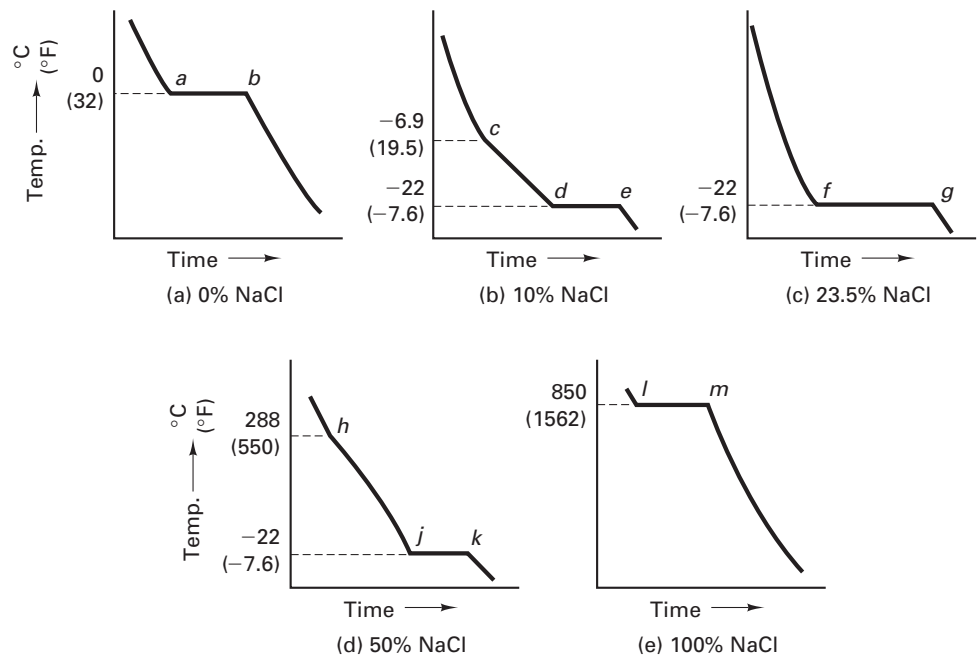 °C
(°F)
Temp.
0
(32)
a
b
Time
(a) 0% NaCl
−6.9
(19.5)
−22
(−7.6)
c
d
e
Time
(b) 10% NaCl
−22
(−7.6)
f
g
Time
(c) 23.5% NaCl
°C
(°F)
Temp.
288
(550)
−22
(−7.6)
h
j
k
Time
(d) 50% NaCl
850
(1562)
l
m
Time
(e) 100% NaCl